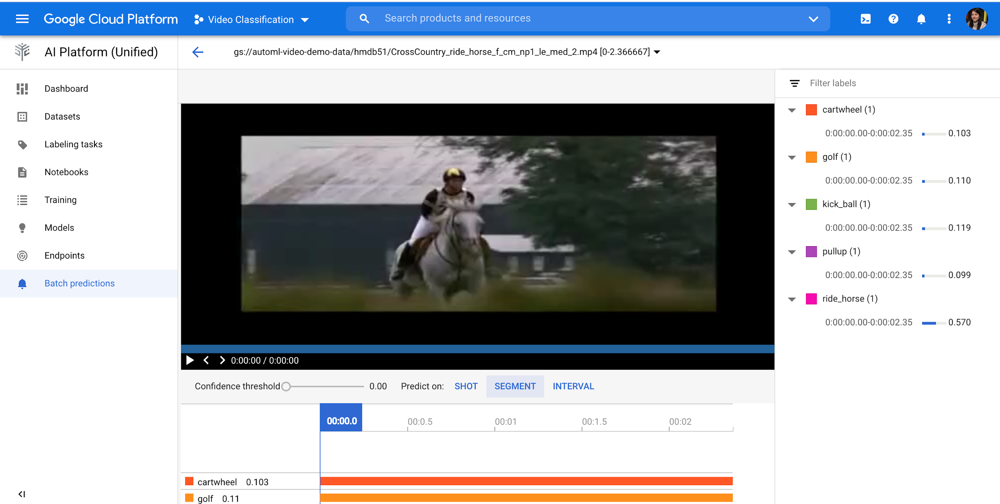 Google Cloud Platform
Video Classification
Search products and resources
AI Platform (Unified)
gs://automl-video-demo-data/hmdb51/CrossCountry_ride_horse_f_cm_np1_le_med_2.mp4 [0-2.366667]
Dashboard
Datasets
Labeling tasks
Notebooks
Training
Models
Endpoints
Batch predictions
0:00:00 / 0:00:00
Confidence threshold 0.00 Predict on: SHOT SEGMENT INTERVAL
00:00.0 00:0.5 00:01 00:1.5 00:02
cartwheel 0.103
golf 0.11
Filter labels
cartwheel (1)
0:00:00.00-0:00:02.35 0.103
golf (1)
0:00:00.00-0:00:02.35 0.110
kick_ball (1)
0:00:00.00-0:00:02.35 0.119
pullup (1)
0:00:00.00-0:00:02.35 0.099
ride_horse (1)
0:00:00.00-0:00:02.35 0.570